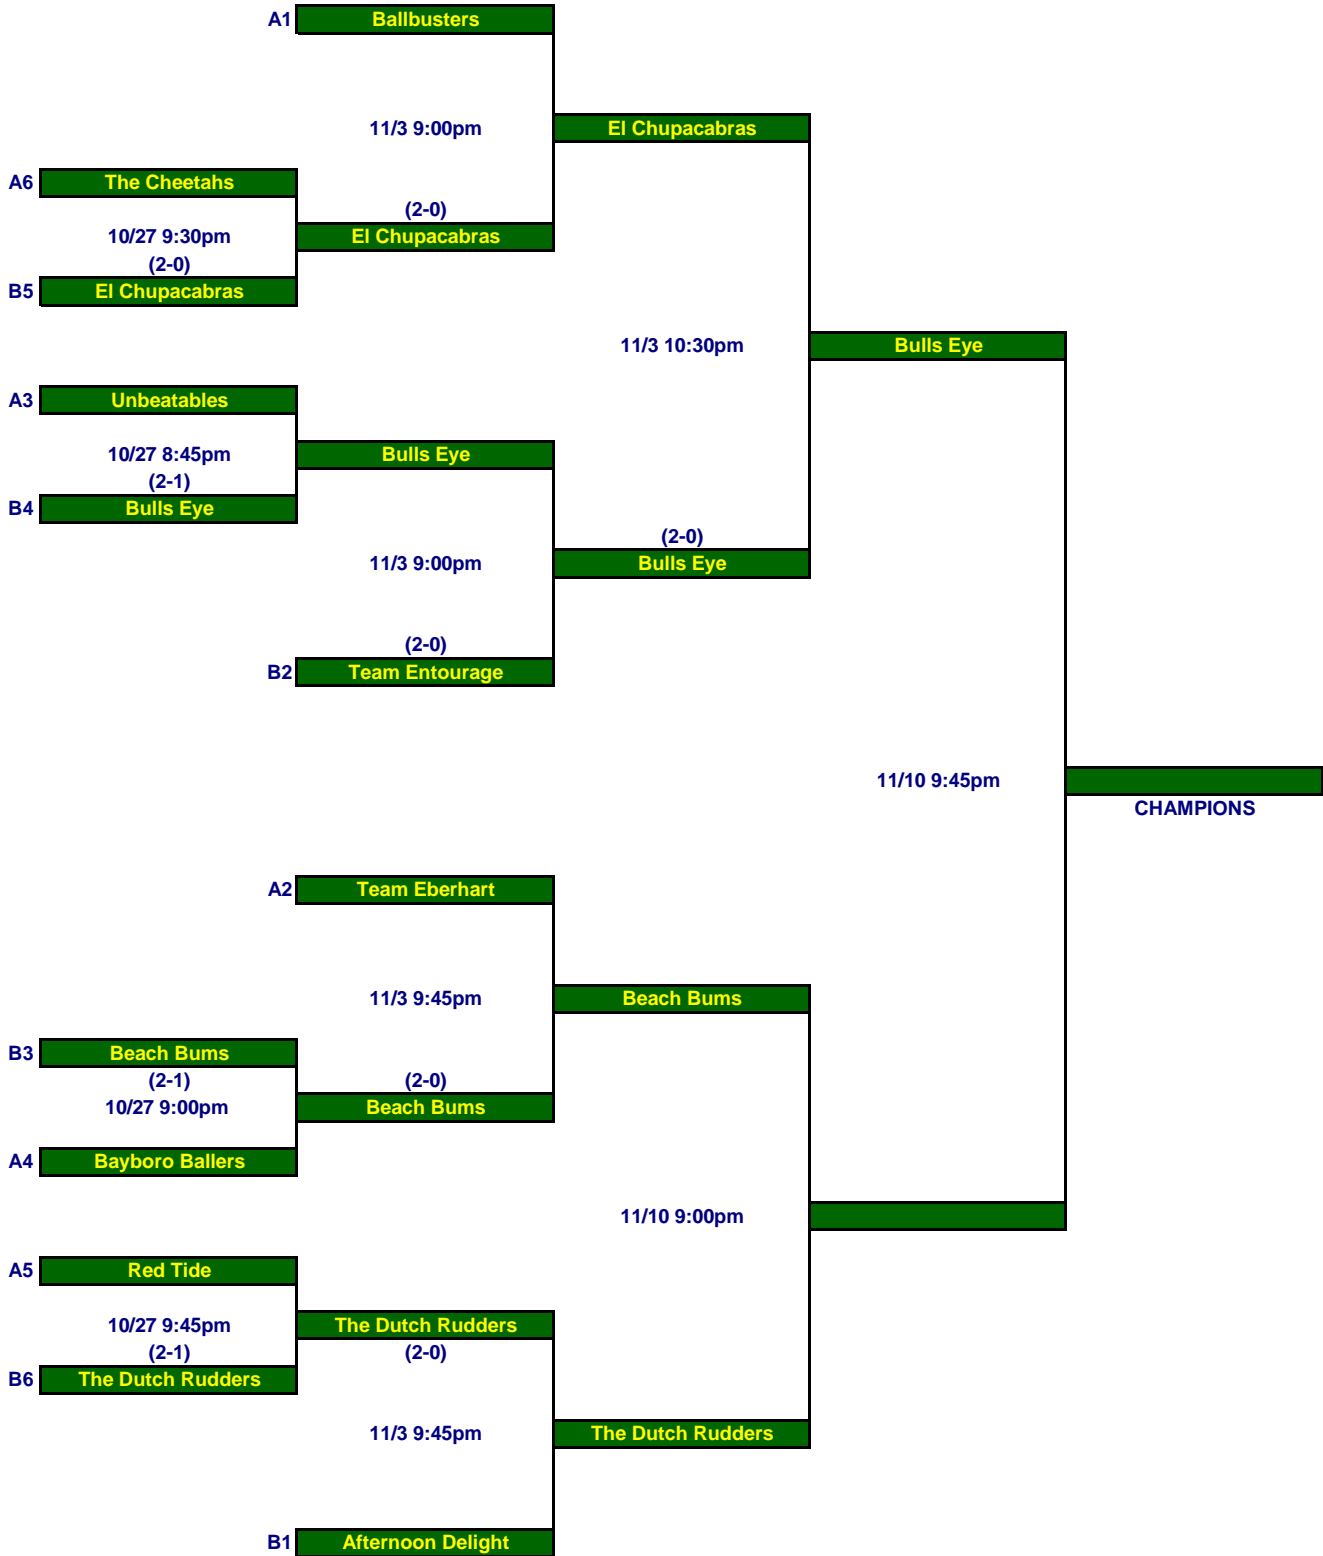 A1 Ballbusters
11/3 9:00pm El Chupacabras
A6 The Cheetahs
(2-0)
10/27 9:30pm El Chupacabras
(2-0)
B5 El Chupacabras
11/3 10:30pm Bulls Eye
A3 Unbeatables
10/27 8:45pm Bulls Eye
(2-1)
B4 Bulls Eye
(2-0)
11/3 9:00pm Bulls Eye
(2-0)
B2 Team Entourage
11/10 9:45pm
CHAMPIONS
A2 Team Eberhart
11/3 9:45pm Beach Bums
B3 Beach Bums
(2-1) (2-0)
10/27 9:00pm Beach Bums
A4 Bayboro Ballers
11/10 9:00pm
A5 Red Tide
10/27 9:45pm The Dutch Rudders
(2-1) (2-0)
B6 The Dutch Rudders
11/3 9:45pm The Dutch Rudders
B1 Afternoon Delight